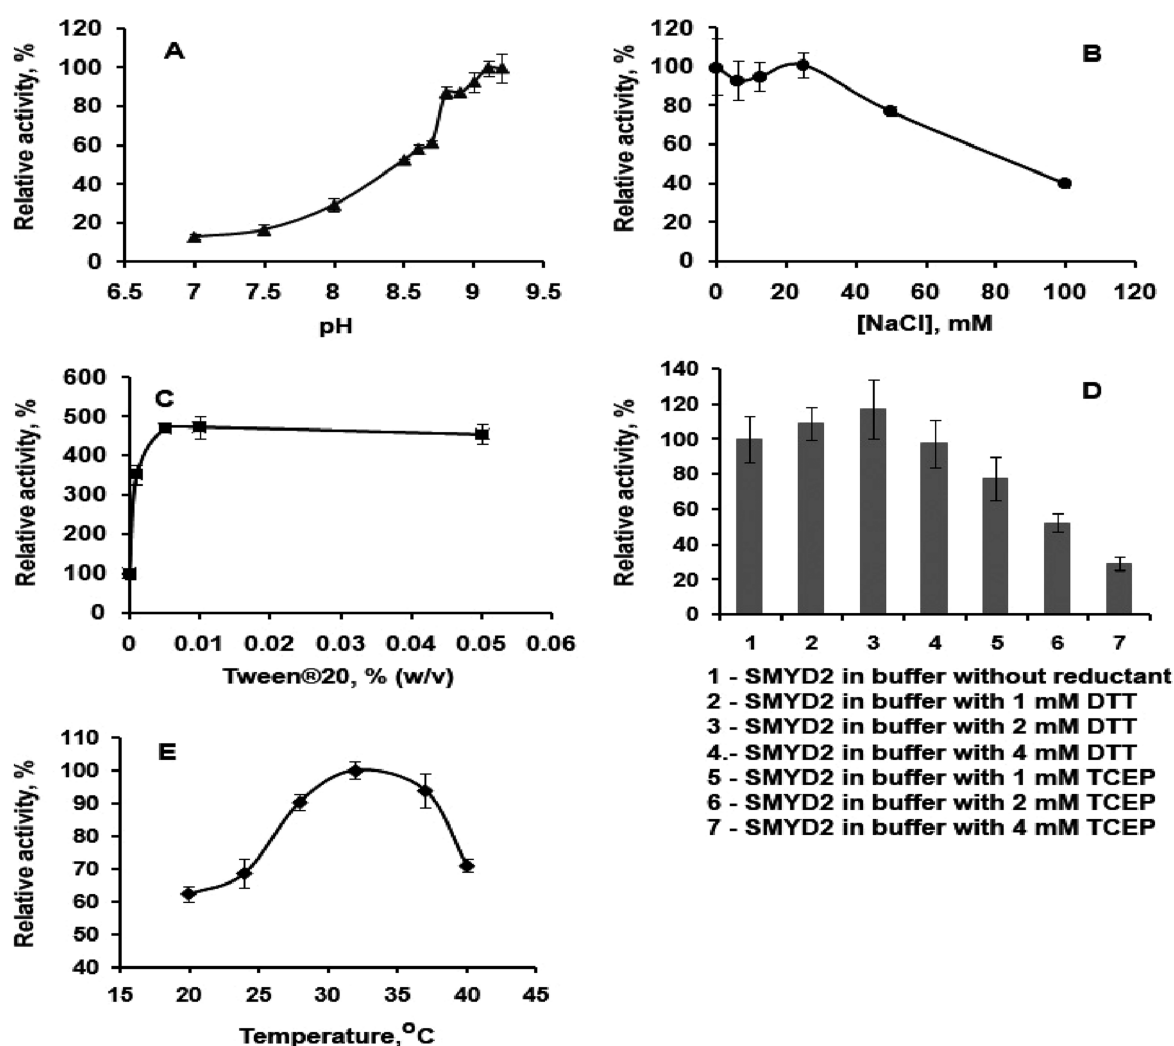 A
Relative activity, %
120
100
80
60
40
20
0
6.5 7 7.5 8 8.5 9 9.5
pH
B
Relative activity, %
120
100
80
60
40
20
0
0 20 40 60 80 100 120
[NaCl], mM
C
Relative activity, %
600
500
400
300
200
100
0
0 0.01 0.02 0.03 0.04 0.05 0.06
Tween®20, % (w/v)
D
Relative activity, %
140
120
100
80
60
40
20
0
1 2 3 4 5 6 7
1 - SMYD2 in buffer without reductant
2 - SMYD2 in buffer with 1 mM DTT
3 - SMYD2 in buffer with 2 mM DTT
4.- SMYD2 in buffer with 4 mM DTT
5 - SMYD2 in buffer with 1 mM TCEP
6 - SMYD2 in buffer with 2 mM TCEP
7 - SMYD2 in buffer with 4 mM TCEP
E
Relative activity, %
110
100
90
80
70
60
50
40
15 20 25 30 35 40 45
Temperature,°C